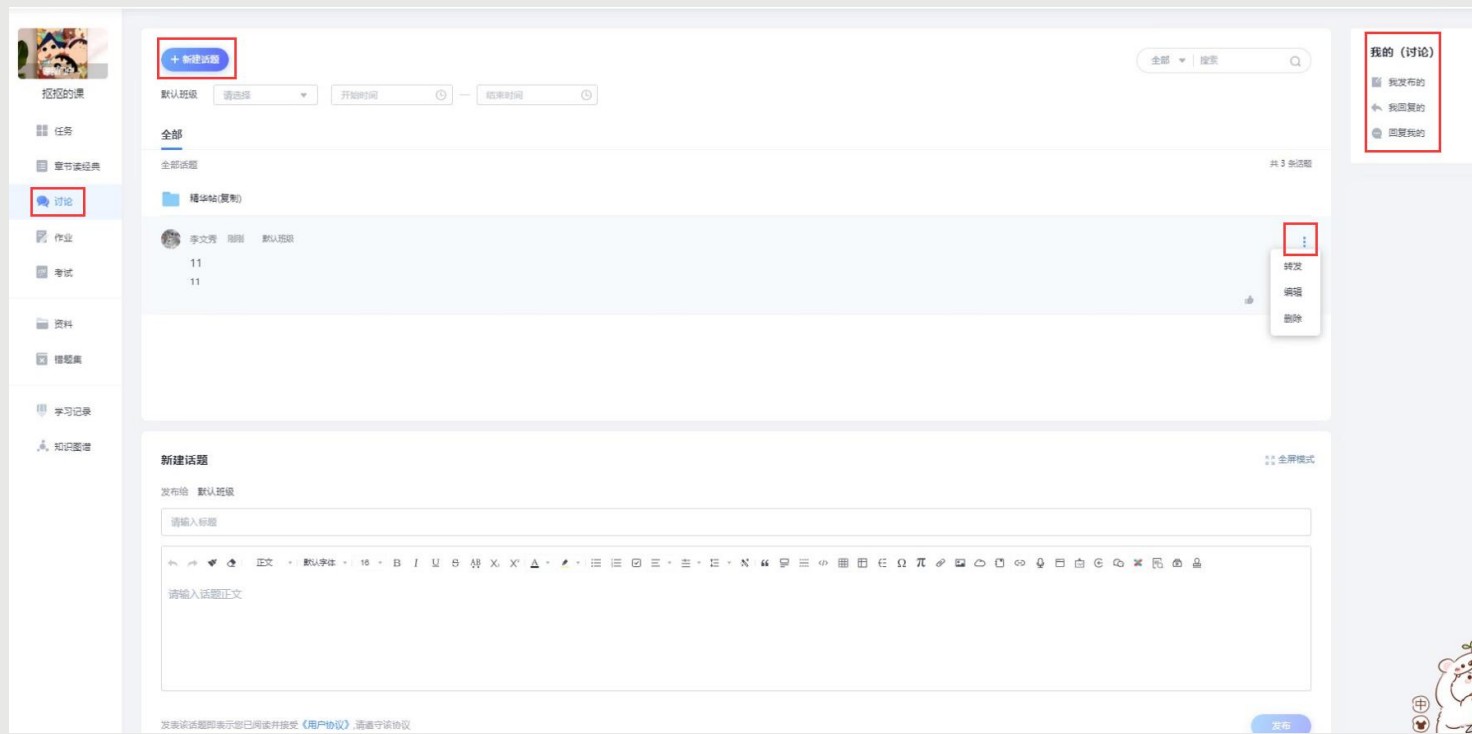 抠抠的课
任务
章节读经典
讨论
作业
考试
资料
错题集
学习记录
知识图谱
+ 新建话题
全部 搜索
默认班级 请选择 开始时间 — 结束时间
全部
全部话题 共 3 条话题
精华帖(复制)
李文秀 刚刚 默认班级
11
11
转发
编辑
删除
新建话题 全屏模式
发布给 默认班级
请输入标题
正文 默认字体 16 B I U S X X A
请输入话题正文
发表该话题即表示您已阅读并接受《用户协议》,请遵守该协议 发布
我的（讨论）
我发布的
我回复的
回复我的
中